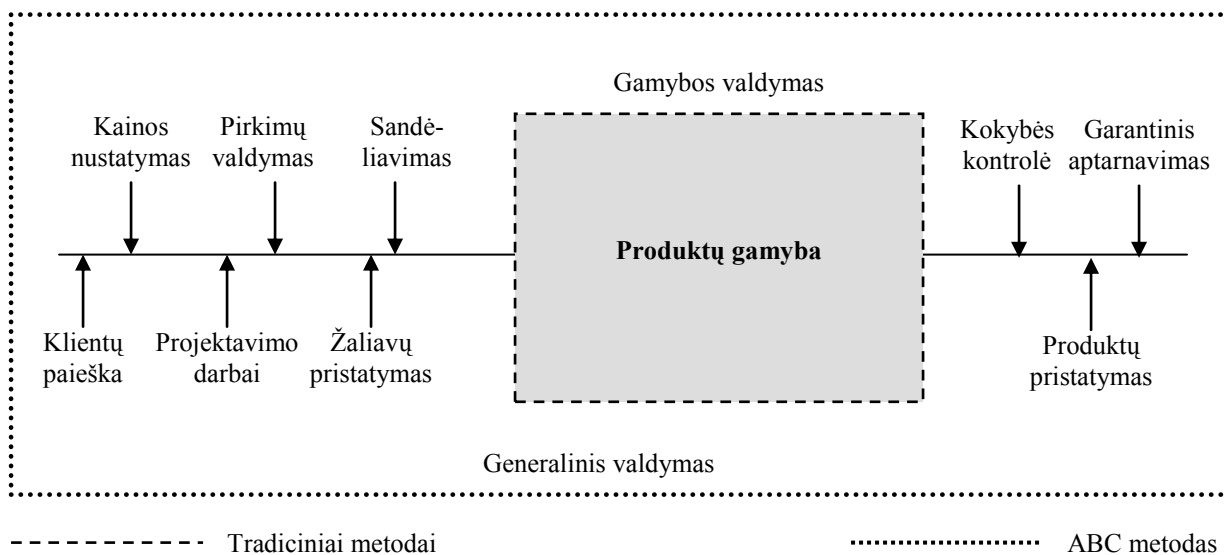 Gamybos valdymas
Kainos
nustatymas
Pirkimų
valdymas
Sandė-
liavimas
Kokybės
kontrolė
Garantinis
aptarnavimas
Produktų gamyba
Klientų
paieška
Projektavimo
darbai
Žaliavų
pristatymas
Produktų
pristatymas
Generalinis valdymas
Tradiciniai metodai
ABC metodas